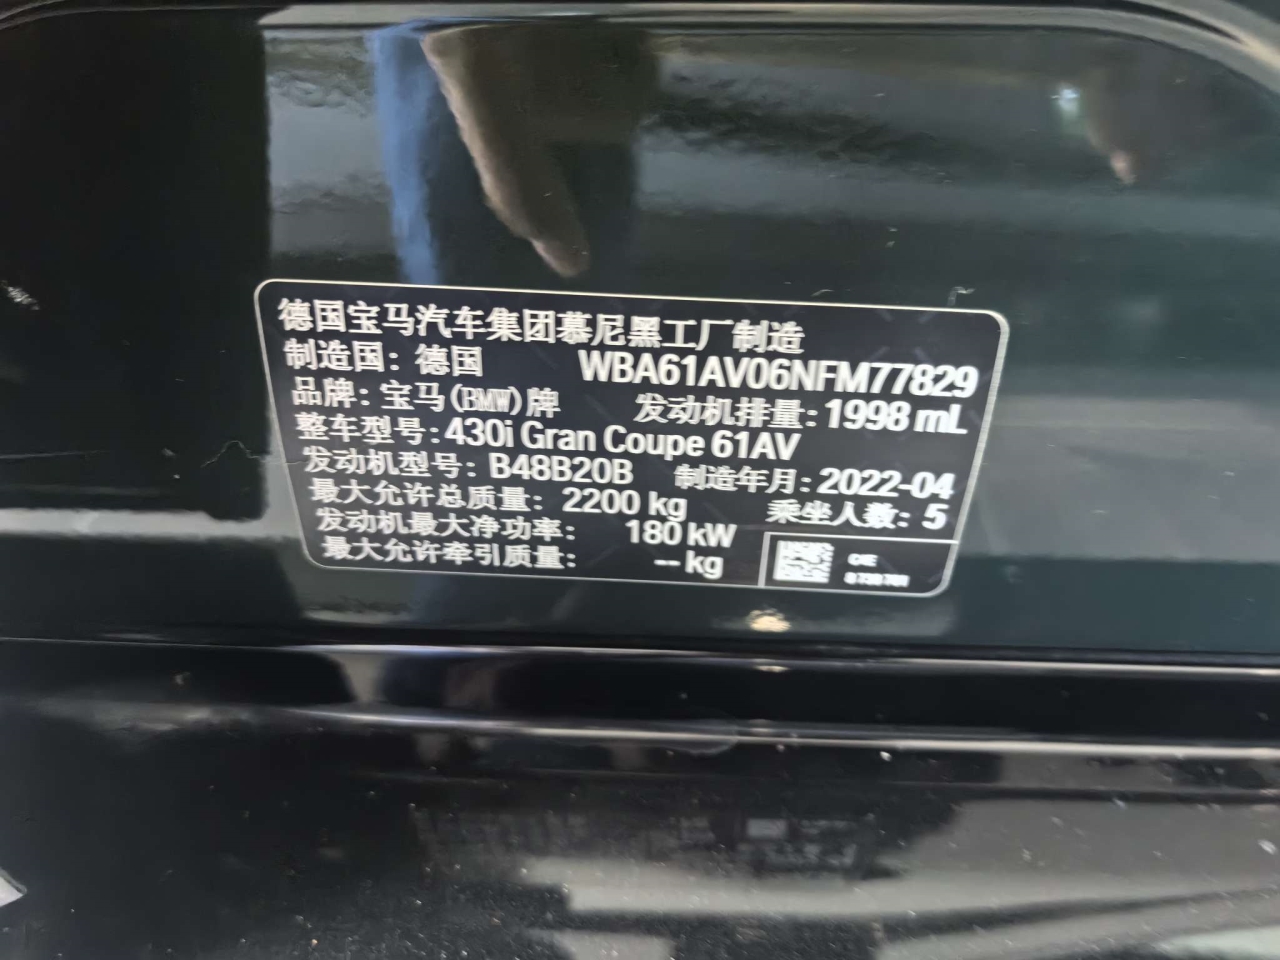 德国宝马汽车集团慕尼黑工厂制造
制造国：德国 WBA61AV06NFM77829
品牌：宝马(BMW)牌 发动机排量：1998 mL
整车型号：430i Gran Coupe 61AV
发动机型号：B48B20B 制造年月：2022-04
最大允许总质量：2200 kg 乘坐人数：5
发动机最大净功率：180 kW
最大允许牵引质量：-- kg